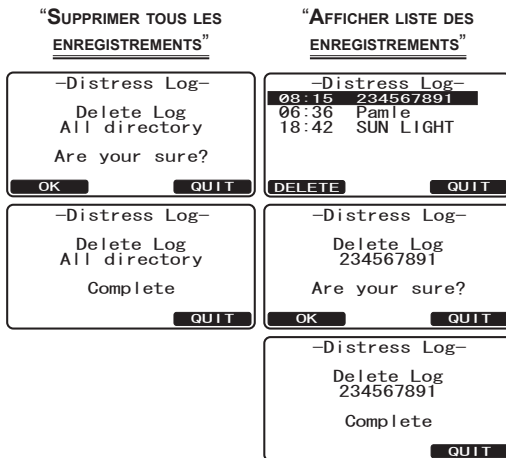 “SUPPRIMER TOUS LES
ENREGISTREMENTS”
-Distress Log-
Delete Log
All directory
Are your sure?
OK QUIT
-Distress Log-
Delete Log
All directory
Complete
QUIT
“AFFICHER LISTE DES
ENREGISTREMENTS”
-Distress Log-
08:15 234567891
06:36 Pamle
18:42 SUN LIGHT
DELETE QUIT
-Distress Log-
Delete Log
234567891
Are your sure?
OK QUIT
-Distress Log-
Delete Log
234567891
Complete
QUIT